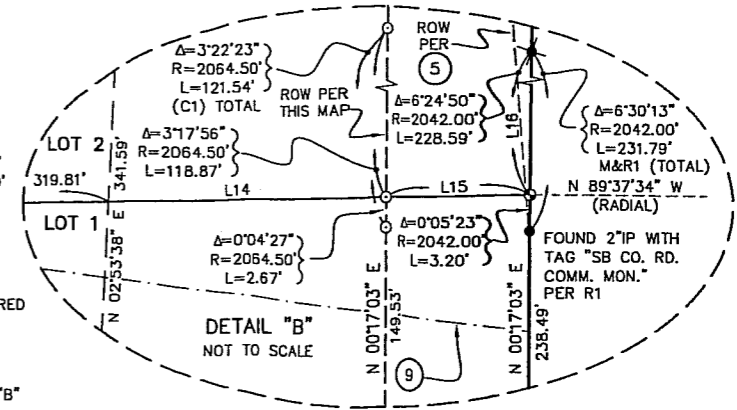 Δ=3°22'23"
R=2064.50'
L=121.54'
(C1) TOTAL
ROW PER
THIS MAP
ROW
PER
5
Δ=6°24'50"
R=2042.00'
L=228.59'
L16
Δ=6°30'13"
R=2042.00'
L=231.79'
M&R1 (TOTAL)
LOT 2
341.59'
Δ=3°17'56"
R=2064.50'
L=118.87'
319.81'
L14
L15
N 89°37'34" W
(RADIAL)
LOT 1
N 02°53'38" E
Δ=0°04'27"
R=2064.50'
L=2.67'
Δ=0°05'23"
R=2042.00'
L=3.20'
FOUND 2"IP WITH
TAG "SB CO. RD.
COMM. MON."
PER R1
N 00°17'03" E
149.53'
N 00°17'03" E
238.49'
RED
DETAIL "B"
NOT TO SCALE
9
"B"